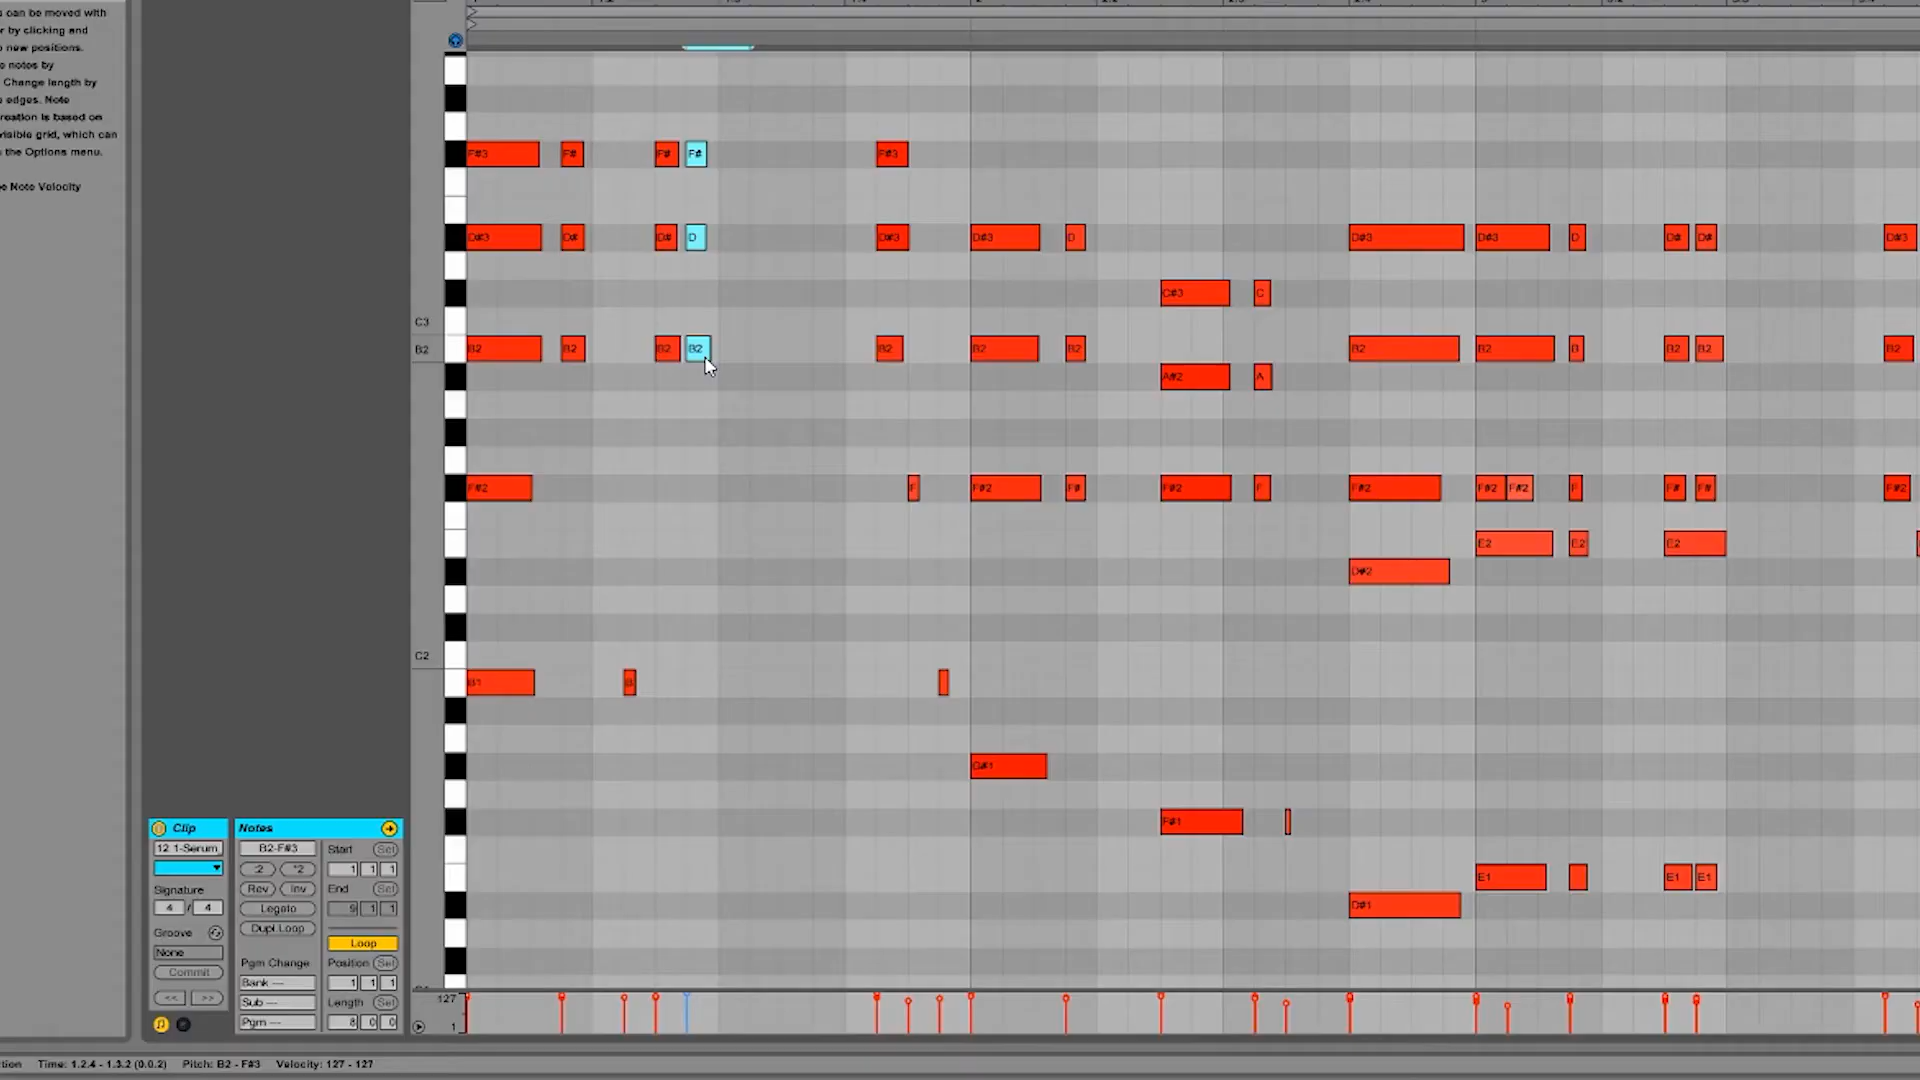 s can be moved with
r by clicking and
o new positions.
e notes by
Change length by
e edges. Note
reation is based on
visible grid, which can
the Options menu.
e Note Velocity
F#3 F# F# F# F#3
D#3 D# D# D D#3 D#3 D D#3 D#3 D D# D# D#3
C#3 C
C3
B2 B2 B2 B2 B2 B2 B2 B2 B2 B2 B B2 B2 B2
A#2 A
F#2 F F#2 F# F#2 F F#2 F#2 F#2 F F# F# F#2
E2 E2 E2
D#2
C2
B1 B
G#1
F#1
E1 E1 E1
D#1
Clip
12 1-Serum
Signature
4 / 4
Groove
None
Commit
<< >>
Notes
B2-F#3
:2 *2
Rev Inv
Legato
Dupl.Loop
Pgm Change
Bank ---
Sub ---
Pgm ---
Start Set
1 1 1
End Set
9 1 1
Loop
Position Set
1 1 1
Length Set
8 0 0
127
1
tion Time: 1.2.4 - 1.3.2 (0.0.2) Pitch: B2 - F#3 Velocity: 127 - 127